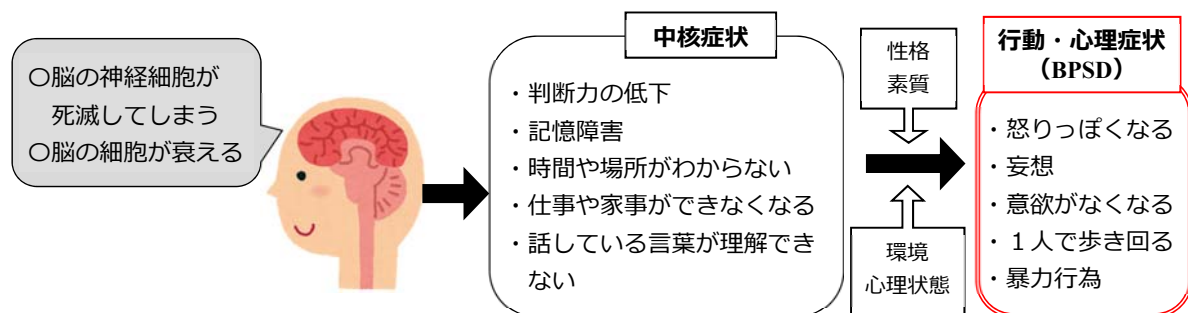 〇脳の神経細胞が
死滅してしまう
〇脳の細胞が衰える
中核症状
・判断力の低下
・記憶障害
・時間や場所がわからない
・仕事や家事ができなくなる
・話している言葉が理解でき
ない
性格
素質
環境
心理状態
行動・心理症状
（BPSD）
・怒りっぽくなる
・妄想
・意欲がなくなる
・１人で歩き回る
・暴力行為